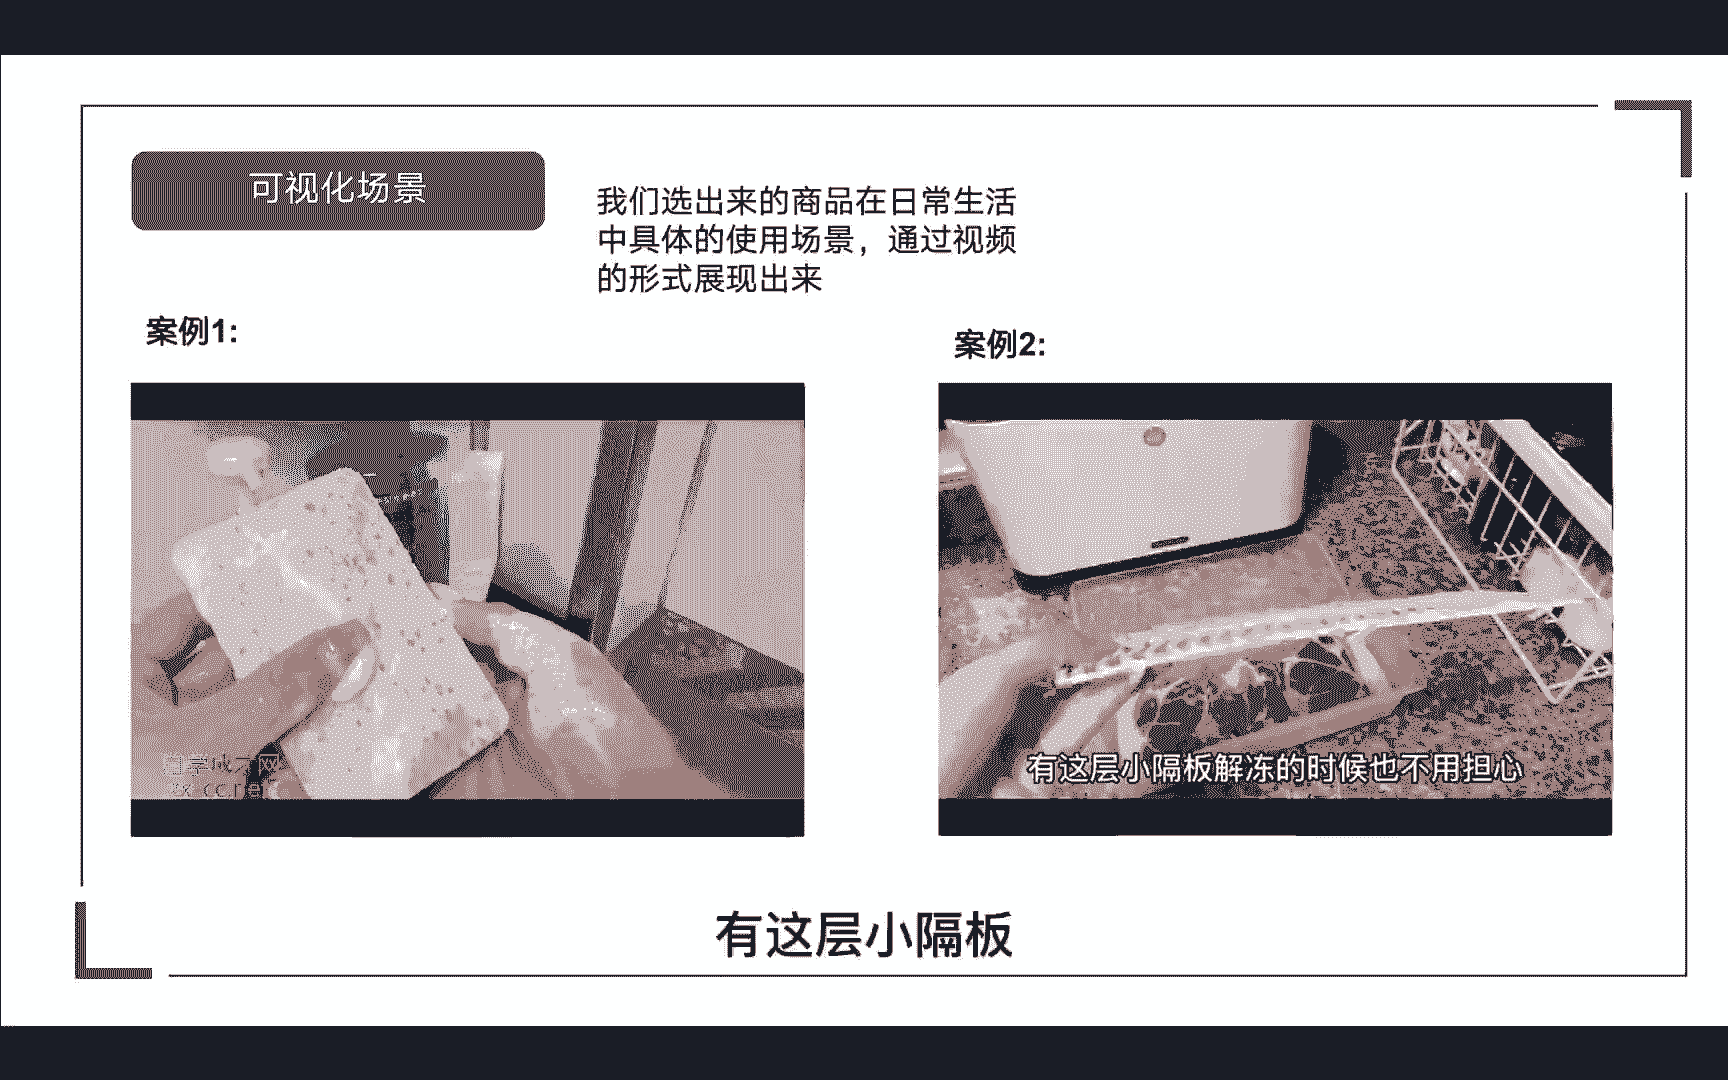 可视化场景
我们选出来的商品在日常生活
中具体的使用场景，通过视频
的形式展现出来
案例1:
案例2:
有这层小隔板解冻的时候也不用担心
有这层小隔板